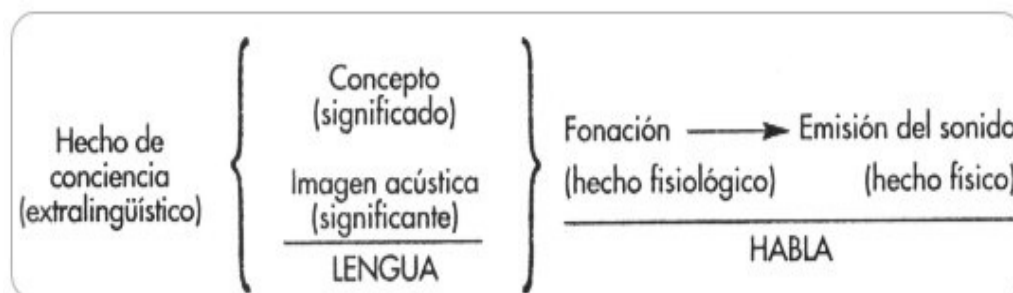 Hecho de
conciencia
(extralingüístico)
Concepto
(significado)
Imagen acústica
(significante)
LENGUA
Fonación Emisión del sonido
(hecho fisiológico) (hecho físico)
HABLA